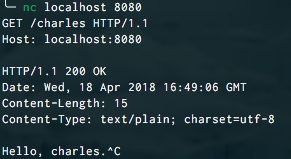 ╰─ nc localhost 8080
GET /charles HTTP/1.1
Host: localhost:8080

HTTP/1.1 200 OK
Date: Wed, 18 Apr 2018 16:49:06 GMT
Content-Length: 15
Content-Type: text/plain; charset=utf-8

Hello, charles.^C